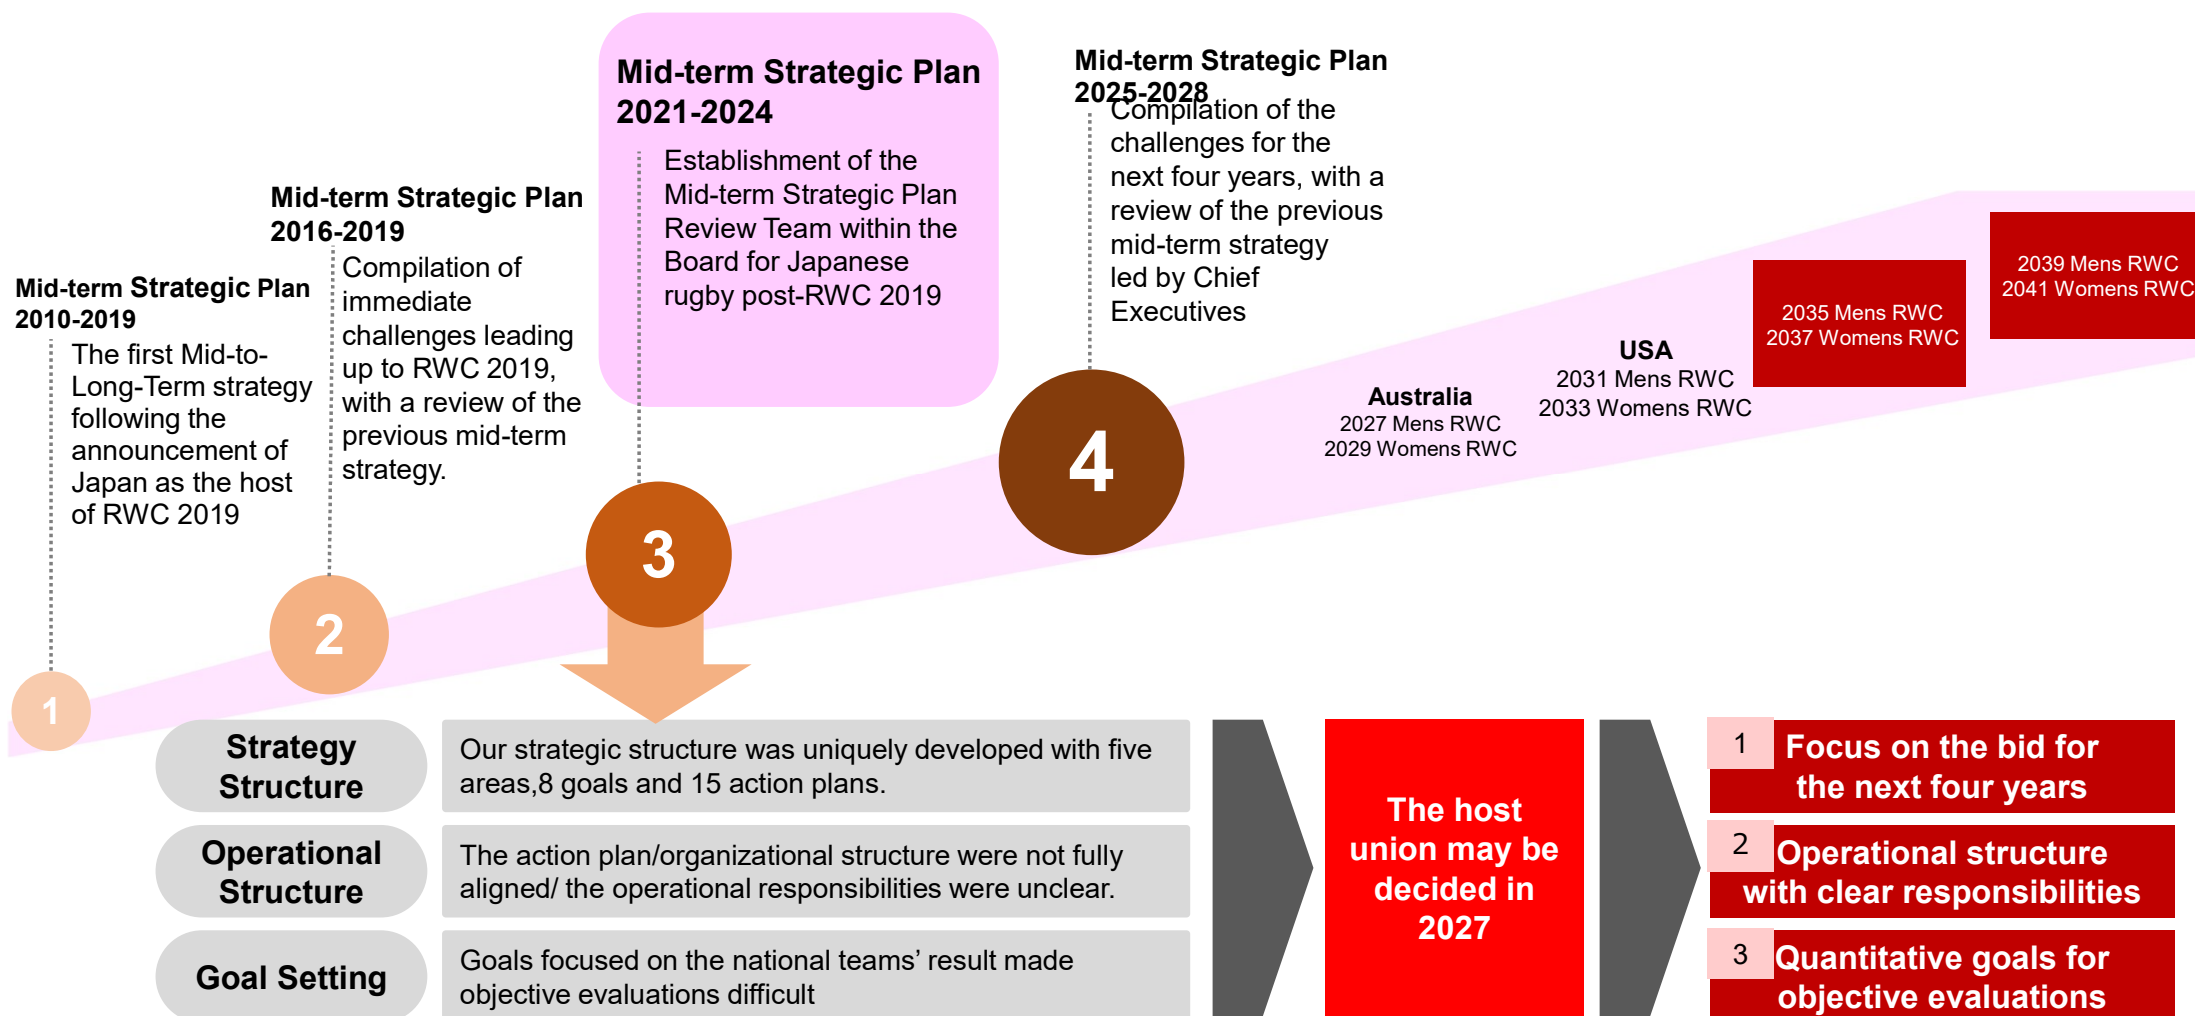 Mid-term Strategic Plan
2010-2019
The first Mid-to-
Long-Term strategy
following the
announcement of
Japan as the host
of RWC 2019
1
Mid-term Strategic Plan
2016-2019
Compilation of
immediate
challenges leading
up to RWC 2019,
with a review of the
previous mid-term
strategy.
2
Mid-term Strategic Plan
2021-2024
Establishment of the
Mid-term Strategic Plan
Review Team within the
Board for Japanese
rugby post-RWC 2019
3
Mid-term Strategic Plan
2025-2028
Compilation of the
challenges for the
next four years, with a
review of the previous
mid-term strategy
led by Chief
Executives
4
Australia
2027 Mens RWC
2029 Womens RWC
USA
2031 Mens RWC
2033 Womens RWC
2035 Mens RWC
2037 Womens RWC
2039 Mens RWC
2041 Womens RWC
Strategy
Structure
Our strategic structure was uniquely developed with five
areas,8 goals and 15 action plans.
Operational
Structure
The action plan/organizational structure were not fully
aligned/ the operational responsibilities were unclear.
Goal Setting
Goals focused on the national teams’ result made
objective evaluations difficult
The host
union may be
decided in
2027
1
Focus on the bid for
the next four years
2
Operational structure
with clear responsibilities
3
Quantitative goals for
objective evaluations